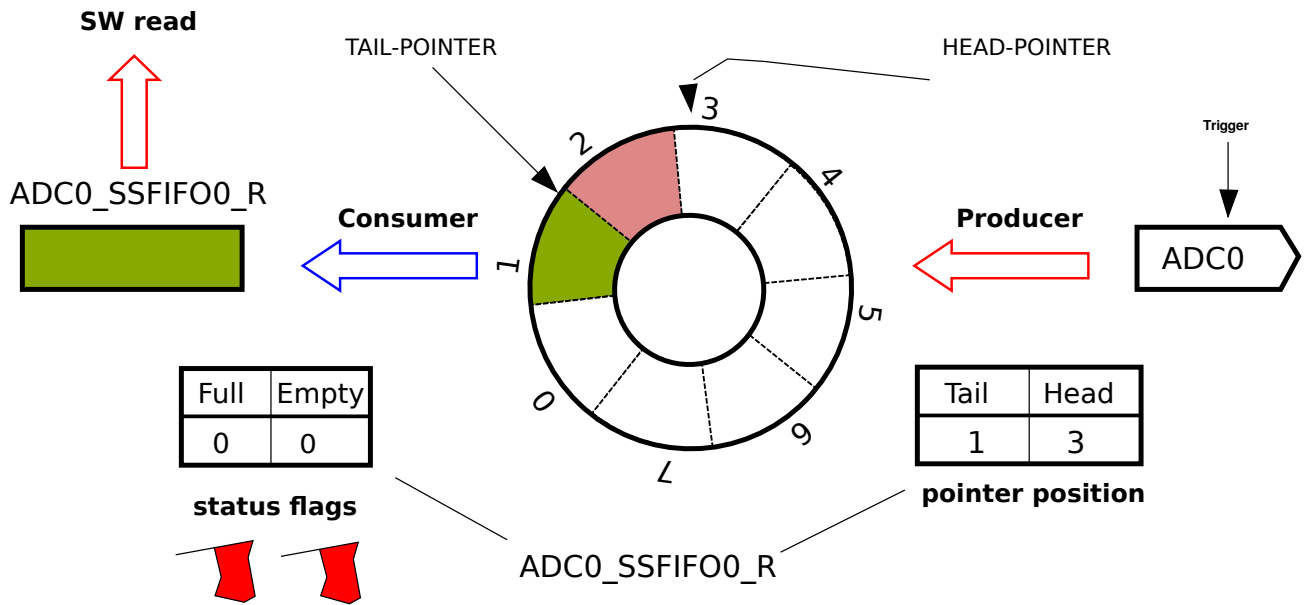 SW read
TAIL-POINTER
HEAD-POINTER
3
2
Trigger
4
ADC0_SSFIFO0_R
Consumer
Producer
1
ADC0
5
0
6
7
Full Empty
0 0
Tail Head
1 3
status flags
pointer position
ADC0_SSFIFO0_R